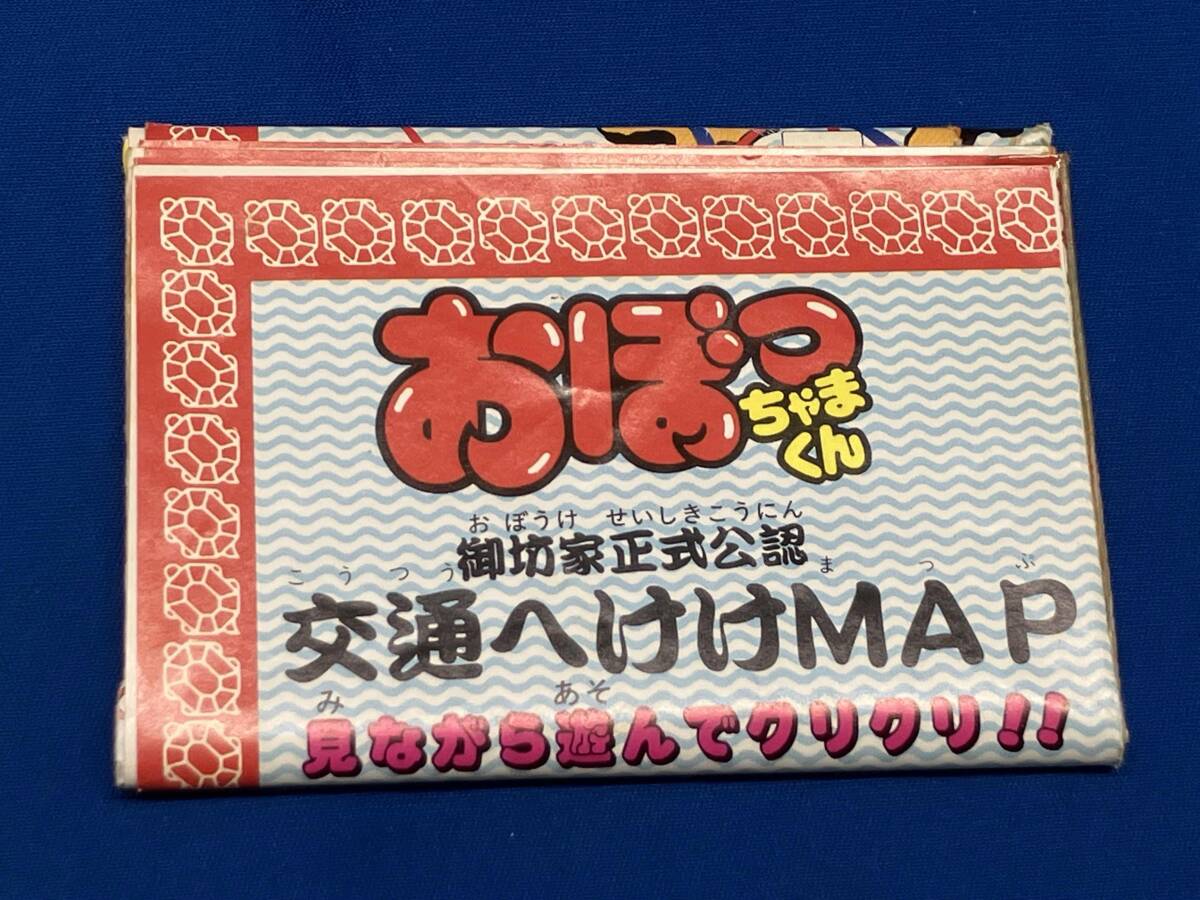 おぼっ
ちゃま
くん
おぼうけ せいしきこうにん
御坊家正式公認
こうつう まっぷ
交通へけけMAP
み あそ
見ながら遊んでクリクリ!!